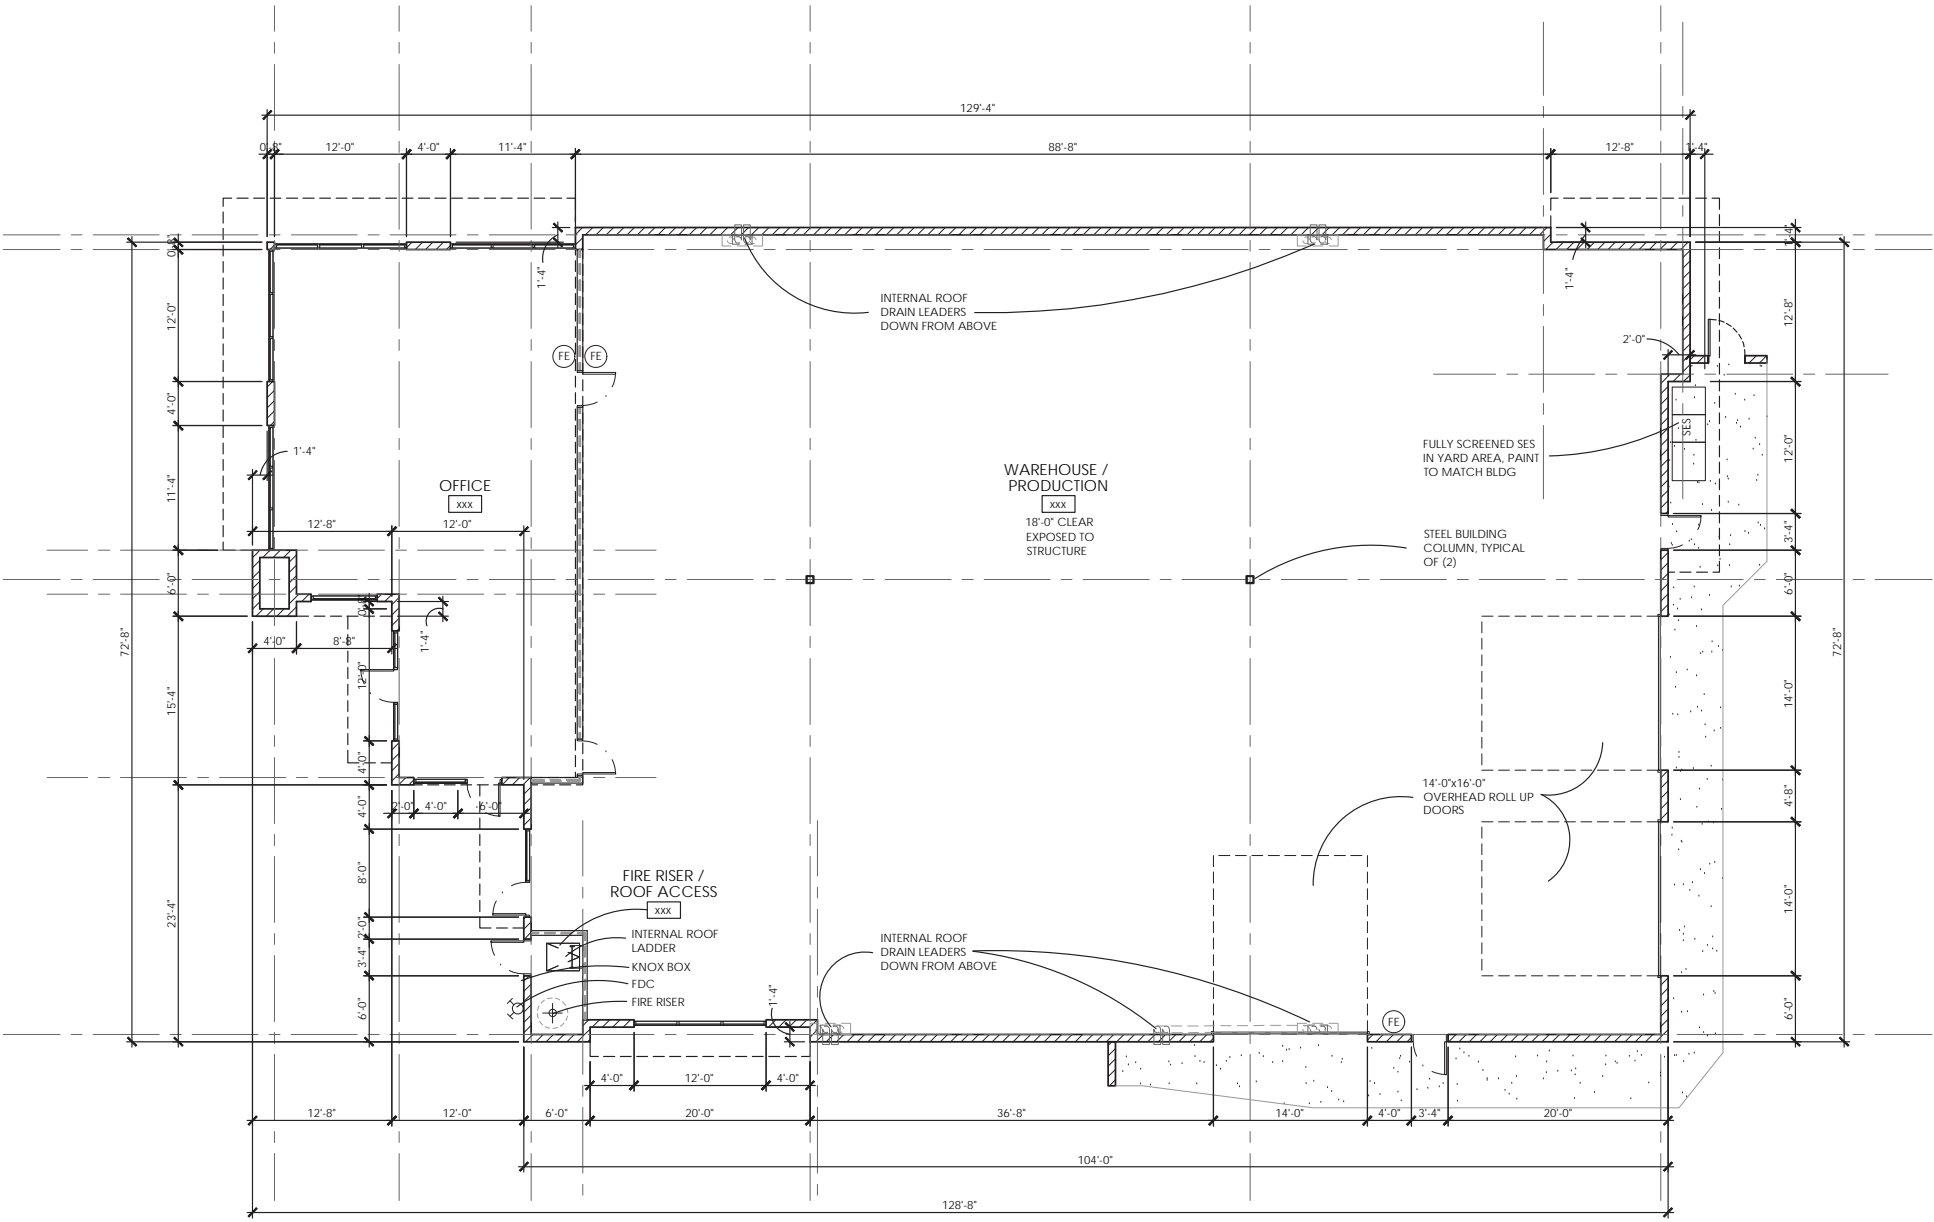 129'-4"
0'-8"
12'-0"
4'-0"
11'-4"
88'-8"
12'-8"
1'-4"
0'-8"
1'-4"
1'-4"
1'-4"
INTERNAL ROOF
DRAIN LEADERS
DOWN FROM ABOVE
12'-0"
12'-8"
2'-0"
FE
FE
4'-0"
FULLY SCREENED SES
IN YARD AREA, PAINT
TO MATCH BLDG
SES
12'-0"
1'-4"
11'-4"
OFFICE
xxx
WAREHOUSE /
PRODUCTION
xxx
18'-0" CLEAR
EXPOSED TO
STRUCTURE
12'-8"
12'-0"
STEEL BUILDING
COLUMN, TYPICAL
OF (2)
3'-4"
6'-0"
6'-0"
0'-8"
1'-4"
4'-0"
8'-8"
72'-8"
72'-8"
12'-0"
15'-4"
14'-0"
4'-0"
14'-0"x16'-0"
OVERHEAD ROLL UP
DOORS
2'-0"
4'-0"
6'-0"
4'-0"
4'-8"
8'-0"
FIRE RISER /
ROOF ACCESS
xxx
23'-4"
14'-0"
2'-0"
INTERNAL ROOF
LADDER
KNOX BOX
FDC
FIRE RISER
3'-4"
INTERNAL ROOF
DRAIN LEADERS
DOWN FROM ABOVE
6'-0"
1'-4"
FE
6'-0"
4'-0"
12'-0"
4'-0"
12'-8"
12'-0"
6'-0"
20'-0"
36'-8"
14'-0"
4'-0"
3'-4"
20'-0"
104'-0"
128'-8"